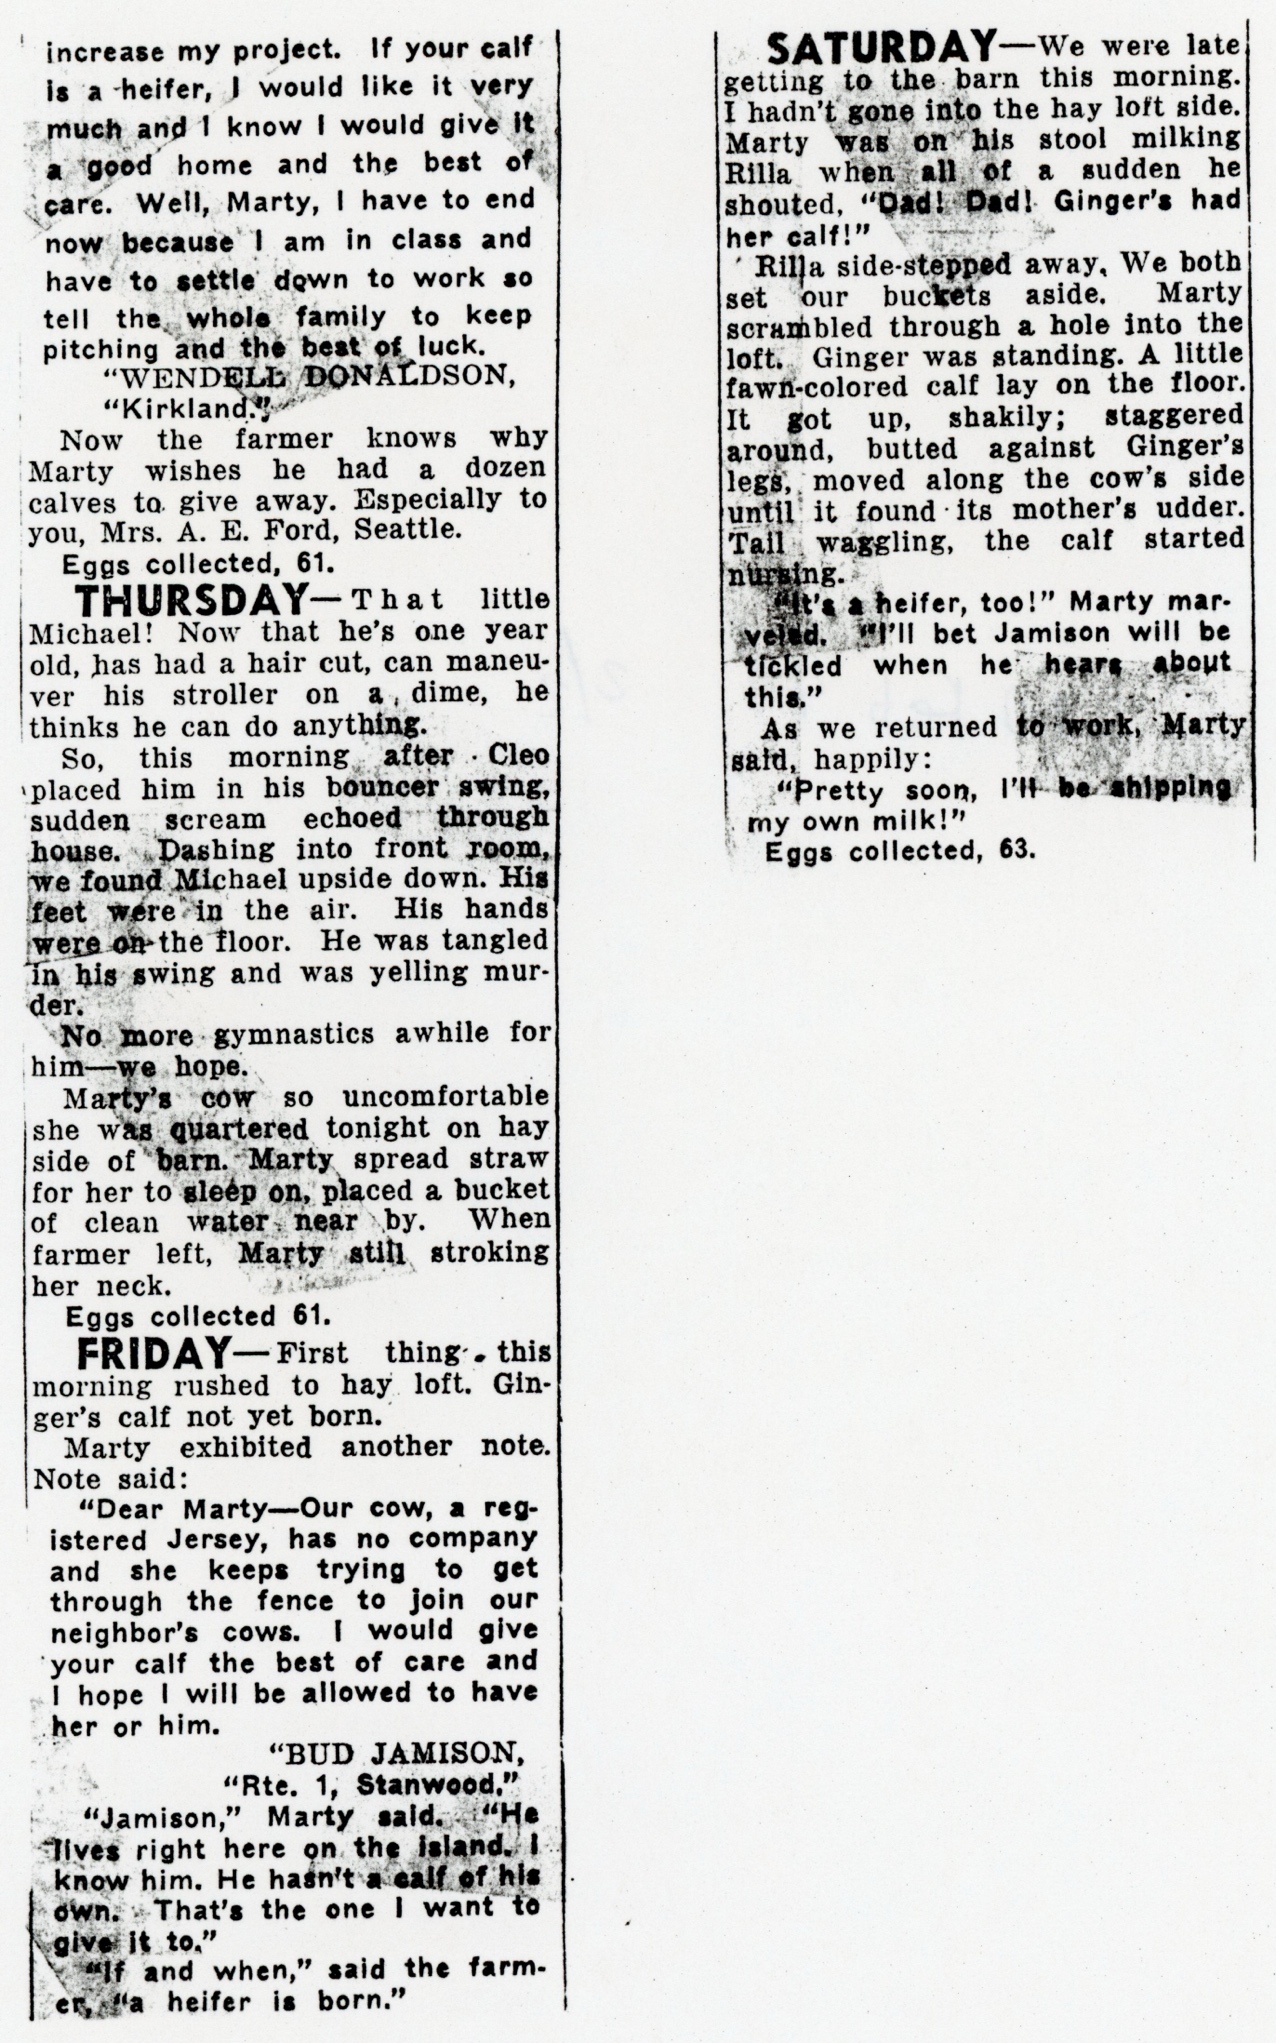 increase my project. If your calf
is a heifer, I would like it very
much and I know I would give it
a good home and the best of
care. Well, Marty, I have to end
now because I am in class and
have to settle down to work so
tell the whole family to keep
pitching and the best of luck.
"WENDELL DONALDSON,
"Kirkland."
Now the farmer knows why
Marty wishes he had a dozen
calves to give away. Especially to
you, Mrs. A. E. Ford, Seattle.
Eggs collected, 61.
THURSDAY—That little
Michael! Now that he's one year
old, has had a hair cut, can maneu-
ver his stroller on a dime, he
thinks he can do anything.
So, this morning after Cleo
placed him in his bouncer swing,
sudden scream echoed through
house. Dashing into front room,
we found Michael upside down. His
feet were in the air. His hands
were on the floor. He was tangled
in his swing and was yelling mur-
der.
No more gymnastics awhile for
him—we hope.
Marty's cow so uncomfortable
she was quartered tonight on hay
side of barn. Marty spread straw
for her to sleep on, placed a bucket
of clean water near by. When
farmer left, Marty still stroking
her neck.
Eggs collected 61.
FRIDAY—First thing this
morning rushed to hay loft. Gin-
ger's calf not yet born.
Marty exhibited another note.
Note said:
"Dear Marty—Our cow, a reg-
istered Jersey, has no company
and she keeps trying to get
through the fence to join our
neighbor's cows. I would give
your calf the best of care and
I hope I will be allowed to have
her or him.
"BUD JAMISON,
"Rte. 1, Stanwood."
"Jamison," Marty said. "He
lives right here on the island. I
know him. He hasn't a calf of his
own. That's the one I want to
give it to."
"If and when," said the farm-
er, "a heifer is born."
SATURDAY—We were late
getting to the barn this morning.
I hadn't gone into the hay loft side.
Marty was on his stool milking
Rilla when all of a sudden he
shouted, "Dad! Dad! Ginger's had
her calf!"
Rilla side-stepped away. We both
set our buckets aside. Marty
scrambled through a hole into the
loft. Ginger was standing. A little
fawn-colored calf lay on the floor.
It got up, shakily; staggered
around, butted against Ginger's
legs, moved along the cow's side
until it found its mother's udder.
Tail waggling, the calf started
nursing.
"It's a heifer, too!" Marty mar-
veled. "I'll bet Jamison will be
tickled when he hears about
this."
As we returned to work, Marty
said, happily:
"Pretty soon, I'll be shipping
my own milk!"
Eggs collected, 63.